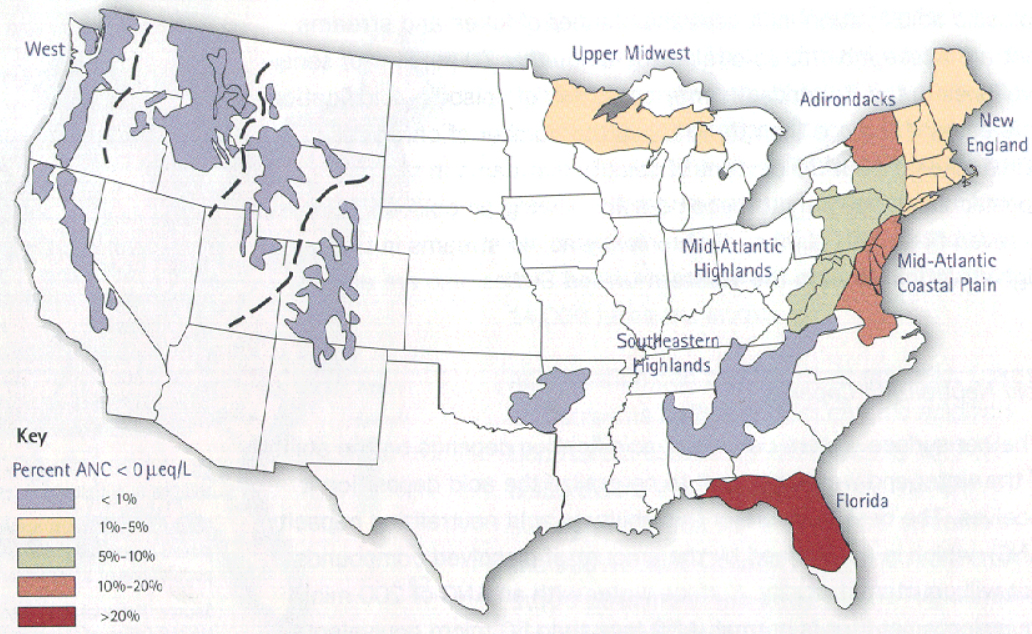 West
Upper Midwest
Adirondacks
New
England
Mid-Atlantic
Highlands
Mid-Atlantic
Coastal Plain
Southeastern
Highlands
Florida
Key
Percent ANC < 0 µeq/L
< 1%
1%-5%
5%-10%
10%-20%
>20%